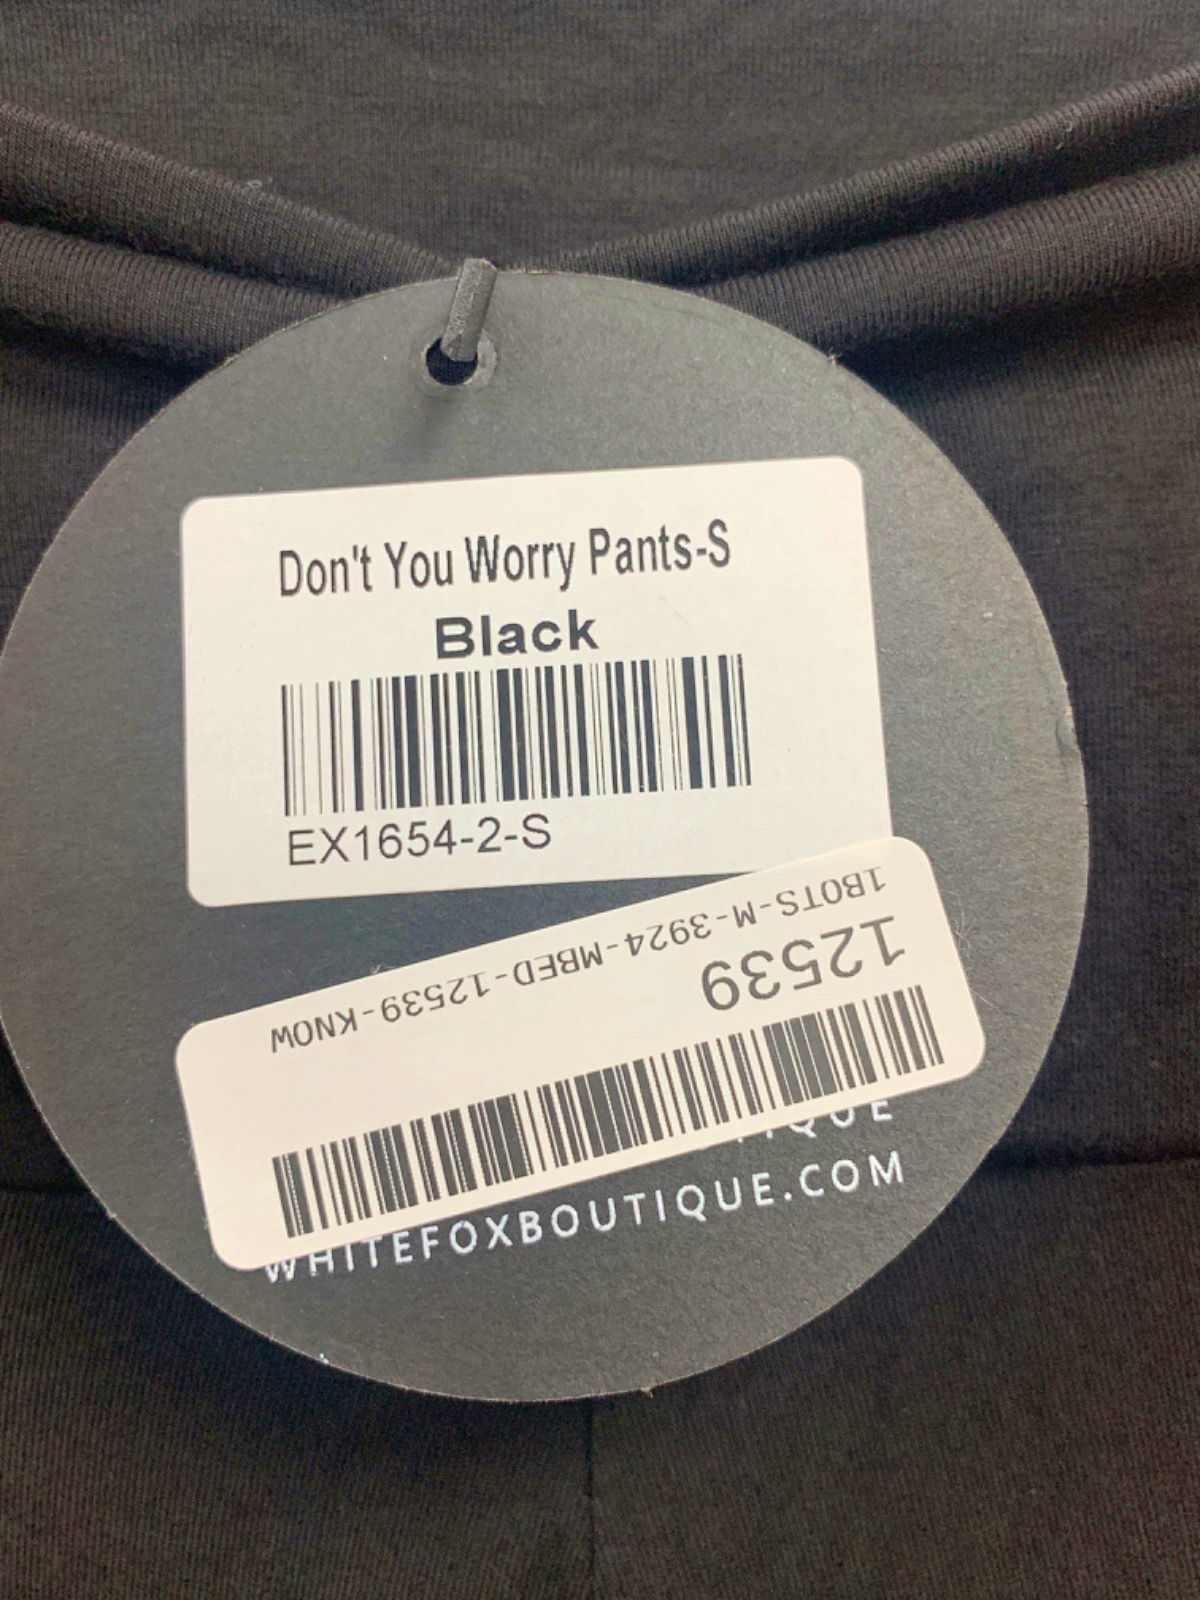 Don't You Worry Pants-S
Black
EX1654-2-S
1BOTS-M-3924-MBED-12539-KNOW
12539
WHITEFOXBOUTIQUE.COM